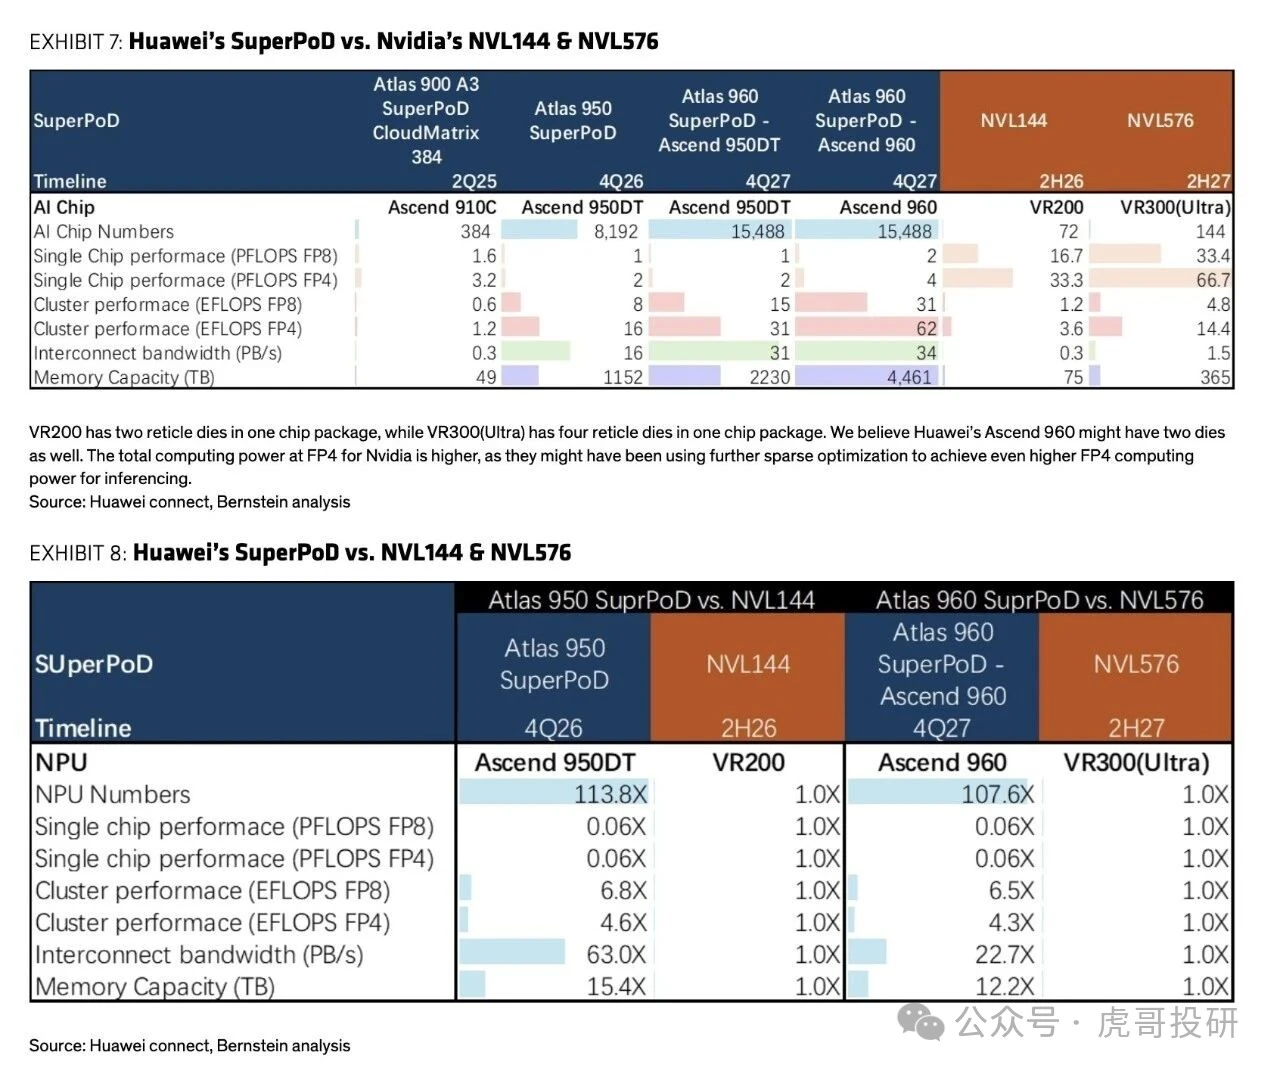 EXHIBIT 7: Huawei's SuperPoD vs. Nvidia's NVL144 & NVL576
SuperPoD Atlas 900 A3 SuperPoD CloudMatrix 384 Atlas 950 SuperPoD Atlas 960 SuperPoD - Ascend 950DT Atlas 960 SuperPoD - Ascend 960 NVL144 NVL576
Timeline 2Q25 4Q26 4Q27 4Q27 2H26 2H27
AI Chip Ascend 910C Ascend 950DT Ascend 950DT Ascend 960 VR200 VR300(Ultra)
AI Chip Numbers 384 8,192 15,488 15,488 72 144
Single Chip performace (PFLOPS FP8) 1.6 1 1 2 16.7 33.4
Single Chip performace (PFLOPS FP4) 3.2 2 2 4 33.3 66.7
Cluster performace (EFLOPS FP8) 0.6 8 15 31 1.2 4.8
Cluster performace (EFLOPS FP4) 1.2 16 31 62 3.6 14.4
Interconnect bandwidth (PB/s) 0.3 16 31 34 0.3 1.5
Memory Capacity (TB) 49 1152 2230 4,461 75 365
VR200 has two reticle dies in one chip package, while VR300(Ultra) has four reticle dies in one chip package. We believe Huawei's Ascend 960 might have two dies
as well. The total computing power at FP4 for Nvidia is higher, as they might have been using further sparse optimization to achieve even higher FP4 computing
power for inferencing.
Source: Huawei connect, Bernstein analysis
EXHIBIT 8: Huawei's SuperPoD vs. NVL144 & NVL576
Atlas 950 SuprPoD vs. NVL144 Atlas 960 SuprPoD vs. NVL576
SUperPoD Atlas 950 SuperPoD NVL144 Atlas 960 SuperPoD - Ascend 960 NVL576
Timeline 4Q26 2H26 4Q27 2H27
NPU Ascend 950DT VR200 Ascend 960 VR300(Ultra)
NPU Numbers 113.8X 1.0X 107.6X 1.0X
Single chip performace (PFLOPS FP8) 0.06X 1.0X 0.06X 1.0X
Single chip performace (PFLOPS FP4) 0.06X 1.0X 0.06X 1.0X
Cluster performace (EFLOPS FP8) 6.8X 1.0X 6.5X 1.0X
Cluster performace (EFLOPS FP4) 4.6X 1.0X 4.3X 1.0X
Interconnect bandwidth (PB/s) 63.0X 1.0X 22.7X 1.0X
Memory Capacity (TB) 15.4X 1.0X 12.2X 1.0X
公众号 · 虎哥投研
Source: Huawei connect, Bernstein analysis